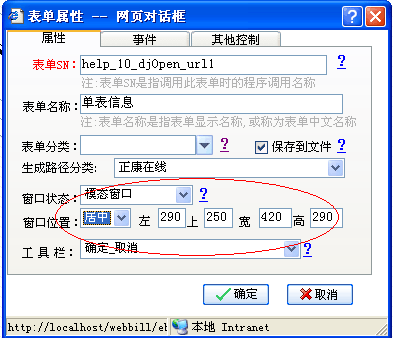 表单属性 -- 网页对话框
属性 事件 其他控制
表单SN: help_10_djOpen_url1 ?
注:表单SN是指调用此表单时的程序调用名称
表单名称: 单表信息
注:表单名称是指表单显示名称,或称为表单中文名称
表单分类: ? 保存到文件 ?
生成路径分类: 正康在线
窗口状态: 模态窗口 ?
窗口位置: 居中 左 290 上 250 宽 420 高 290
工 具 栏: 确定_取消 ?
确定 取消
http://localhost/webbill/eb 本地 Intranet